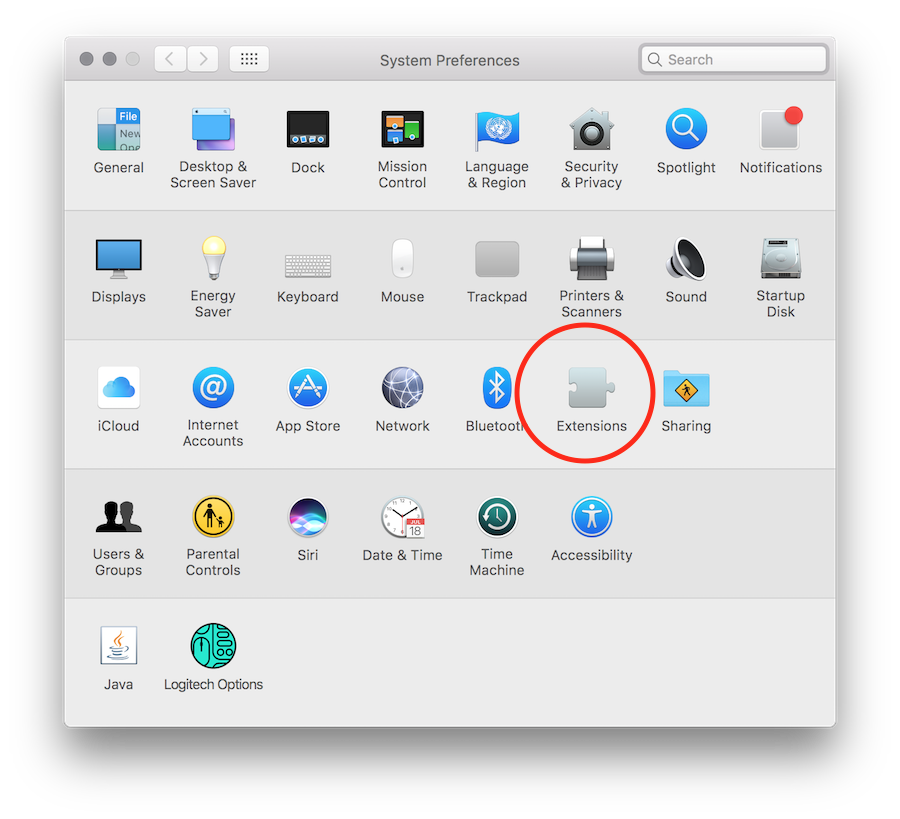 System Preferences
Search
File
New
One
General
Desktop &
Screen Saver
Dock
Mission
Control
Language
& Region
Security
& Privacy
Spotlight
Notifications
Displays
Energy
Saver
Keyboard
Mouse
Trackpad
Printers &
Scanners
Sound
Startup
Disk
iCloud
@
Internet
Accounts
App Store
Network
Bluetooth
Extensions
Sharing
Users &
Groups
Parental
Controls
Siri
JUL
18
Date & Time
Time
Machine
Accessibility
Java
Logitech Options